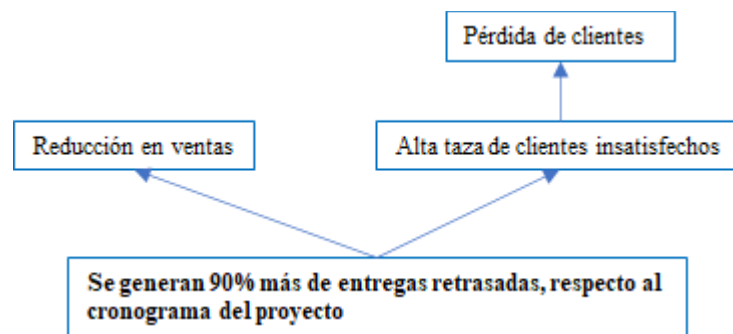 Pérdida de clientes
Reducción en ventas
Alta taza de clientes insatisfechos
Se generan 90% más de entregas retrasadas, respecto al
cronograma del proyecto